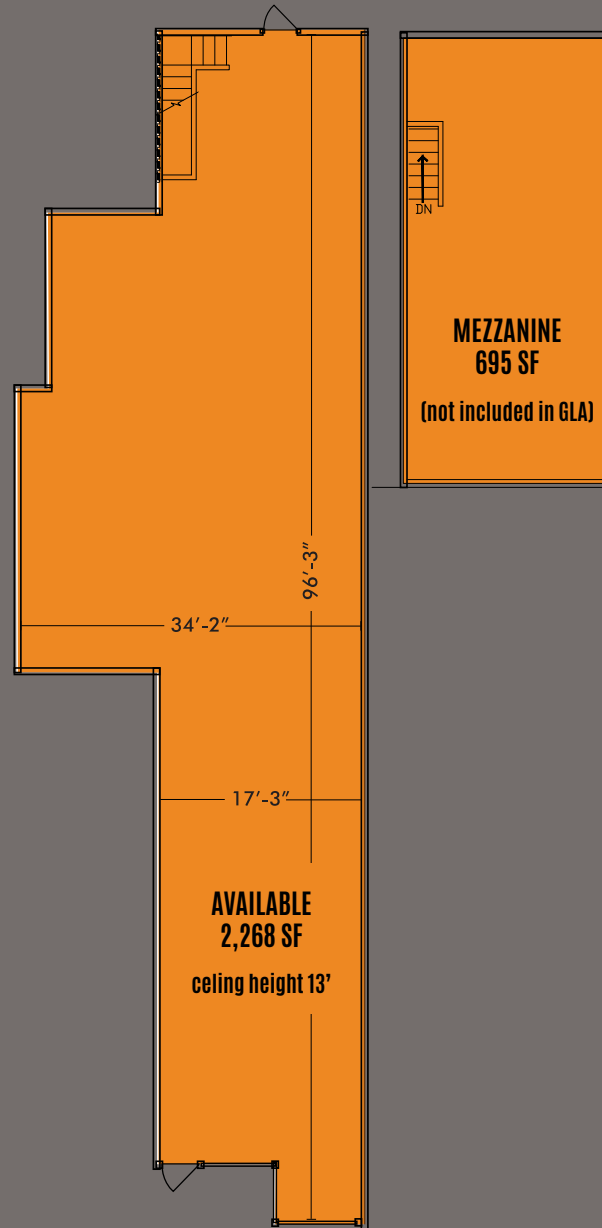 DN
MEZZANINE
695 SF
(not included in GLA)
96'-3"
34'-2"
17'-3"
AVAILABLE
2,268 SF
celing height 13’